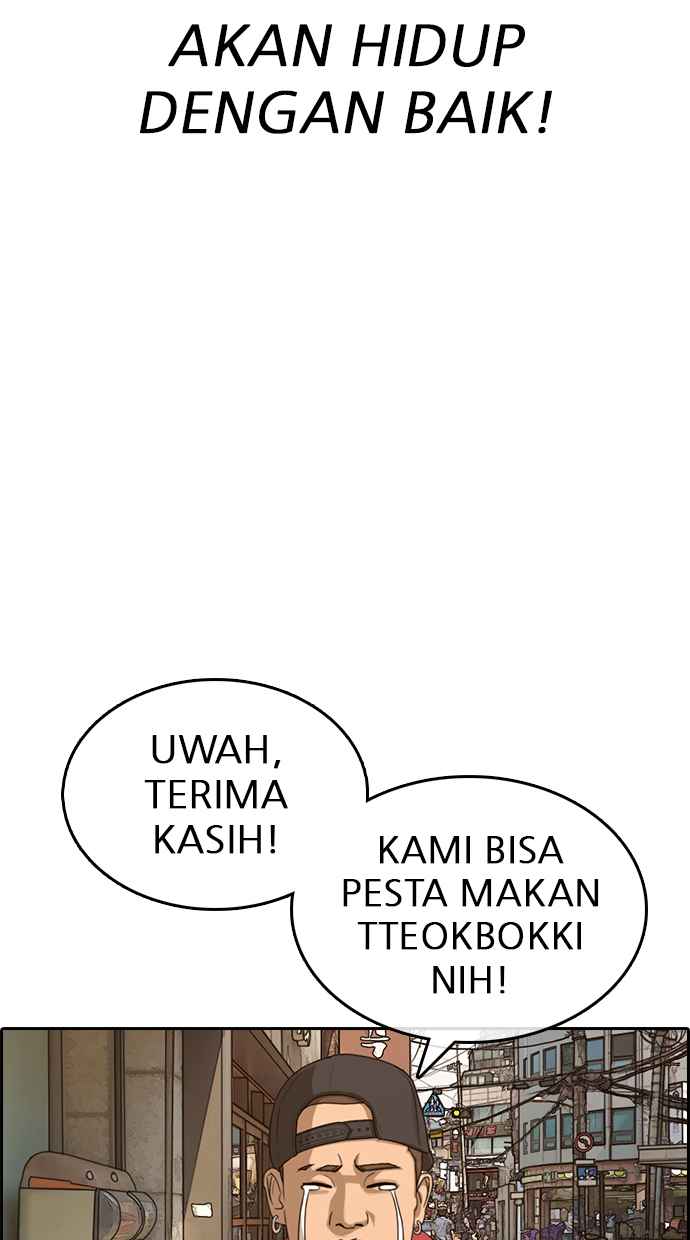 AKAN HIDUP
DENGAN BAIK!
UWAH,
TERIMA
KASIH!
KAMI BISA
PESTA MAKAN
TTEOKBOKKI
NIH!